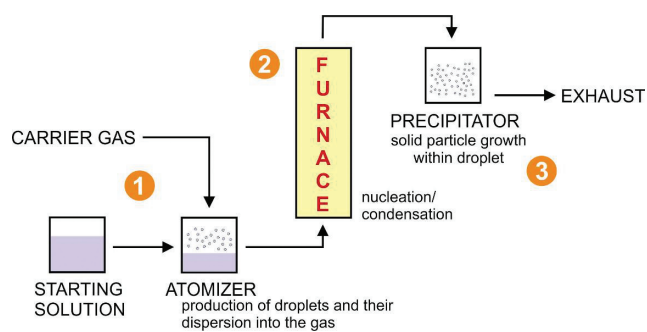 CARRIER GAS
1
STARTING
SOLUTION
ATOMIZER
production of droplets and their
dispersion into the gas
2
FURNACE
nucleation/
condensation
PRECIPITATOR
solid particle growth
within droplet
3
EXHAUST